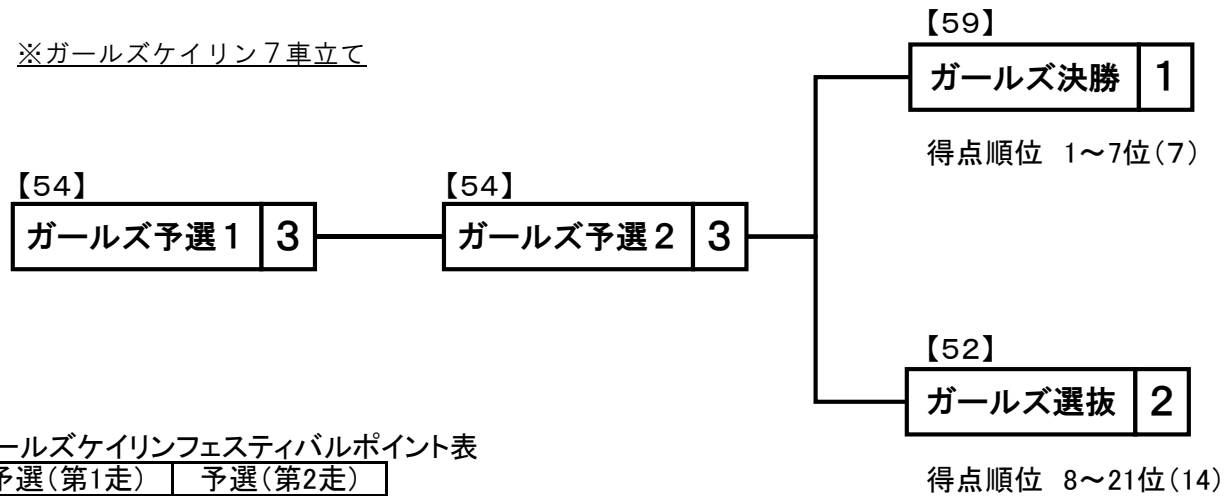 【59】
※ガールズケイリン７車立て
ガールズ決勝 1
得点順位 1～7位(7)
【54】 【54】
ガールズ予選１ 3 ガールズ予選２ 3
【52】
ガールズ選抜 2
ールズケイリンフェスティバルポイント表
予選(第1走) 予選(第2走)
得点順位 8～21位(14)